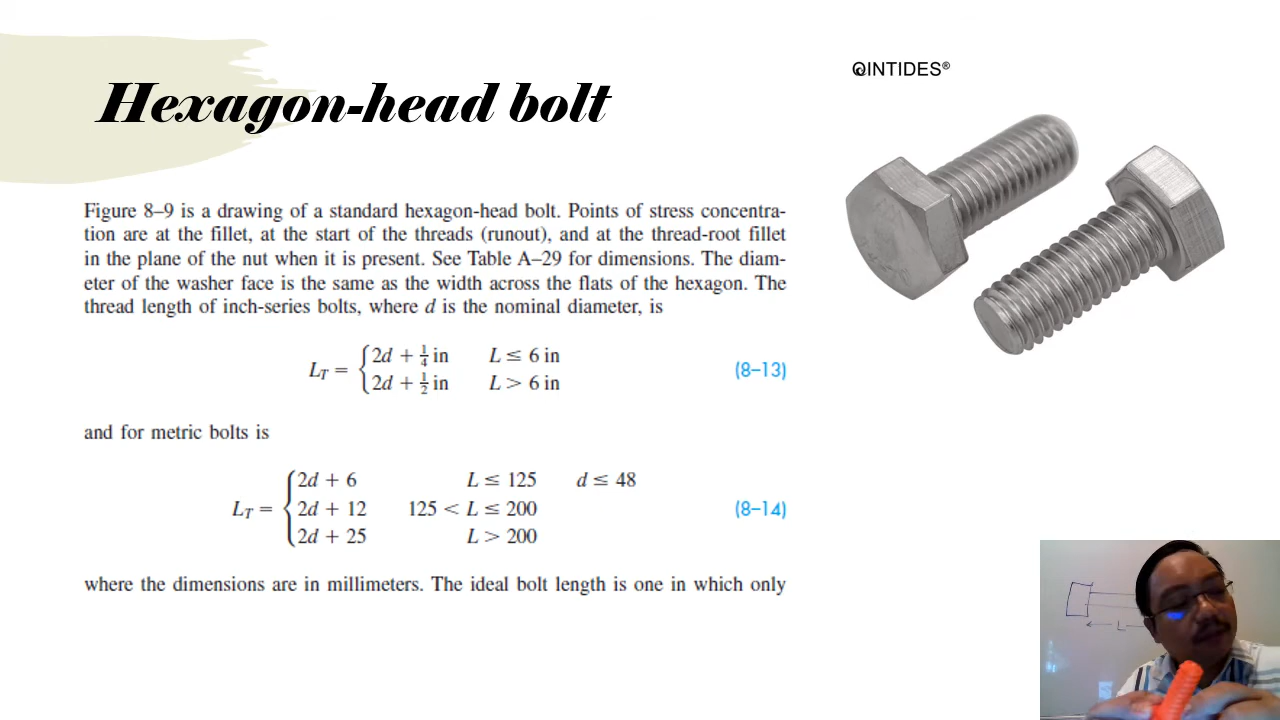 Hexagon-head bolt
QINTIDES®
Figure 8–9 is a drawing of a standard hexagon-head bolt. Points of stress concentra-
tion are at the fillet, at the start of the threads (runout), and at the thread-root fillet
in the plane of the nut when it is present. See Table A–29 for dimensions. The diam-
eter of the washer face is the same as the width across the flats of the hexagon. The
thread length of inch-series bolts, where d is the nominal diameter, is
L_T = { 2d + 1/4 in L ≤ 6 in
2d + 1/2 in L > 6 in (8–13)
and for metric bolts is
L_T = { 2d + 6 L ≤ 125 d ≤ 48
2d + 12 125 < L ≤ 200 (8–14)
2d + 25 L > 200
where the dimensions are in millimeters. The ideal bolt length is one in which only
L